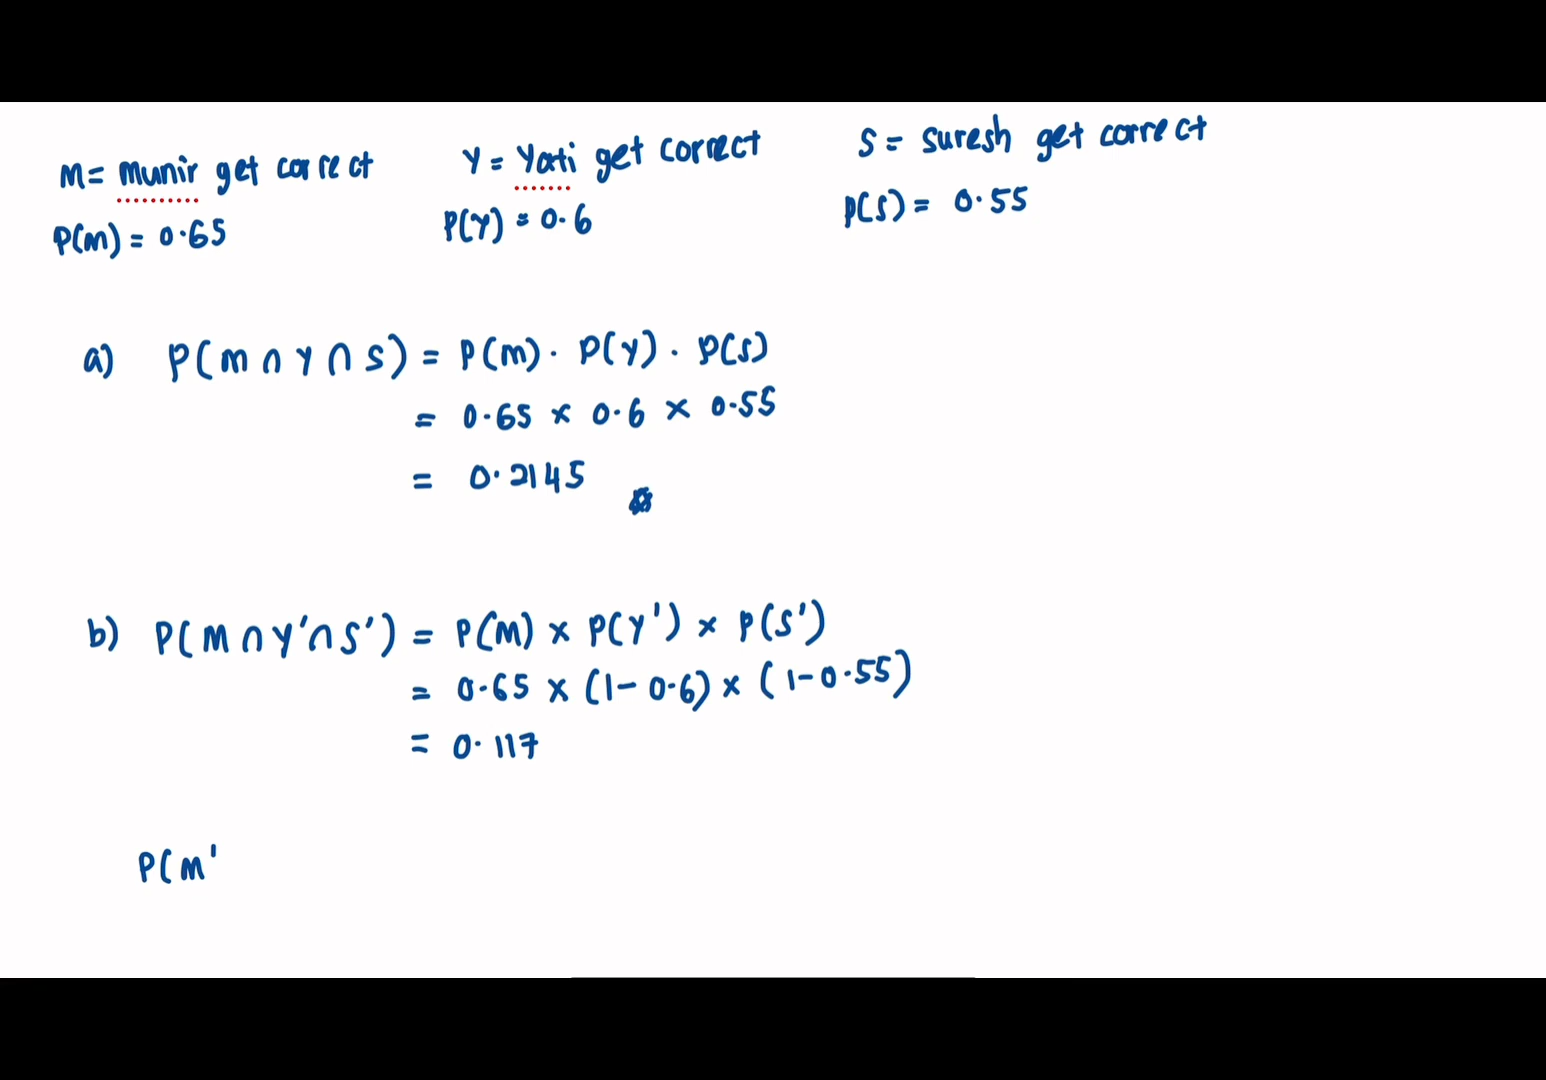 M = Munir get correct
P(M) = 0.65
Y = Yati get correct
P(Y) = 0.6
S = Suresh get correct
P(S) = 0.55
a) P(M ∩ Y ∩ S) = P(M) · P(Y) · P(S)
= 0.65 × 0.6 × 0.55
= 0.2145
b) P(M ∩ Y' ∩ S') = P(M) × P(Y') × P(S')
= 0.65 × (1 - 0.6) × (1 - 0.55)
= 0.117
P(M'